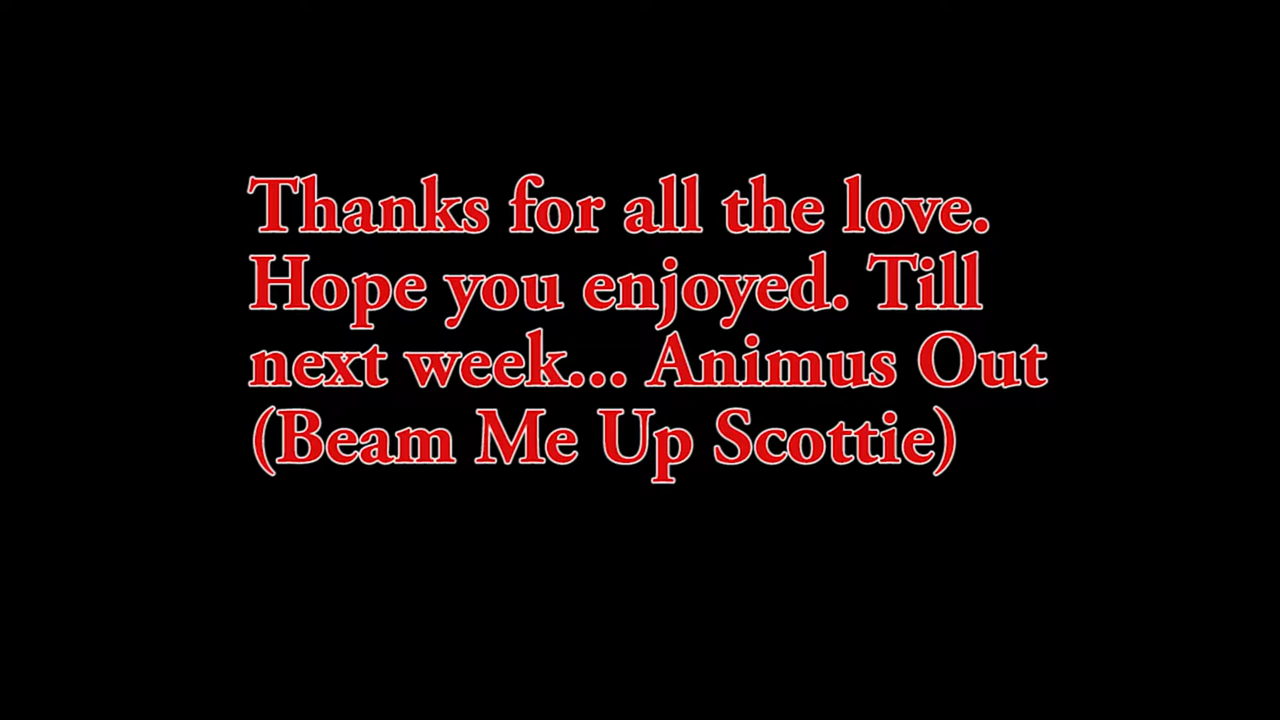 Thanks for all the love.
Hope you enjoyed. Till
next week... Animus Out
(Beam Me Up Scottie)